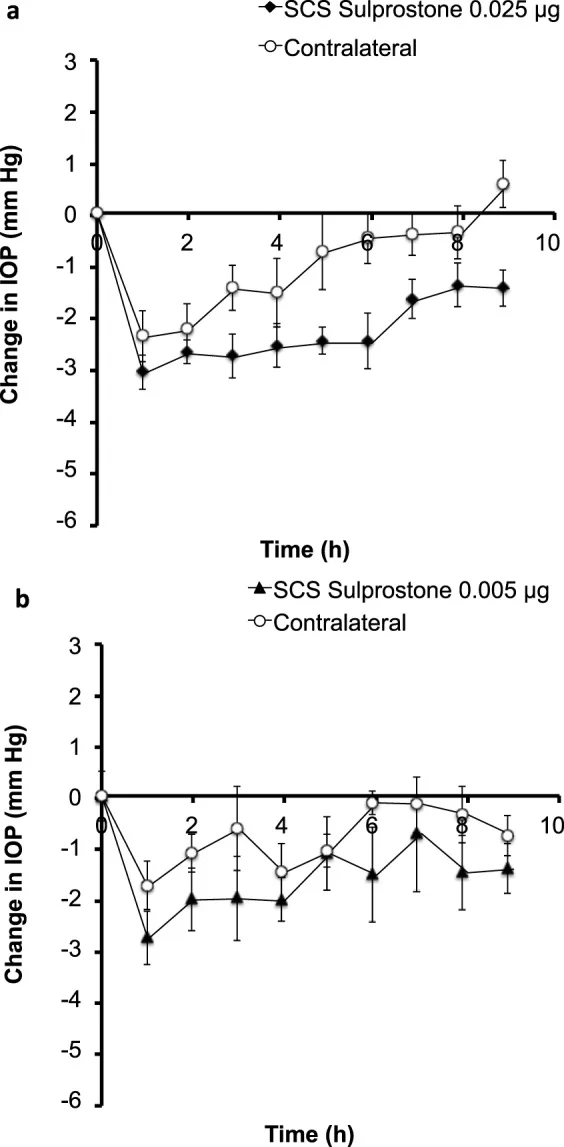 a
SCS Sulprostone 0.025 µg
Contralateral
Change in IOP (mm Hg)
3
2
1
0
-1
-2
-3
-4
-5
-6
0 2 4 6 8 10
Time (h)
b
SCS Sulprostone 0.005 µg
Contralateral
Change in IOP (mm Hg)
3
2
1
0
-1
-2
-3
-4
-5
-6
0 2 4 6 8 10
Time (h)